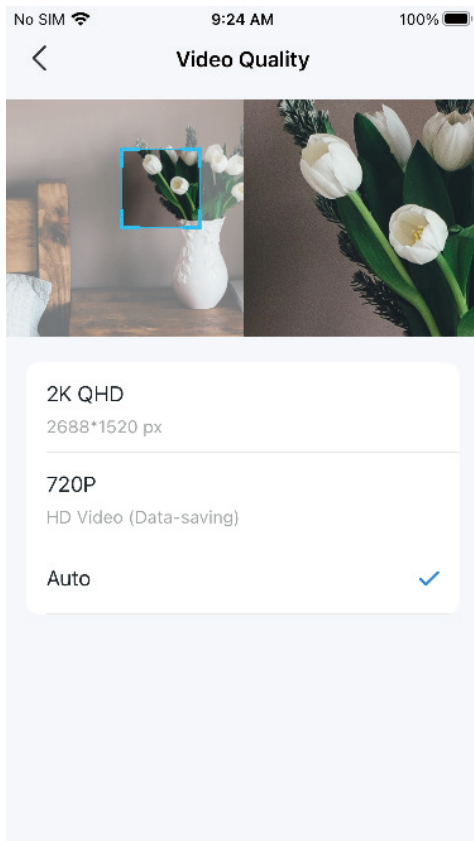 No SIM 9:24 AM 100%
Video Quality
2K QHD
2688*1520 px
720P
HD Video (Data-saving)
Auto